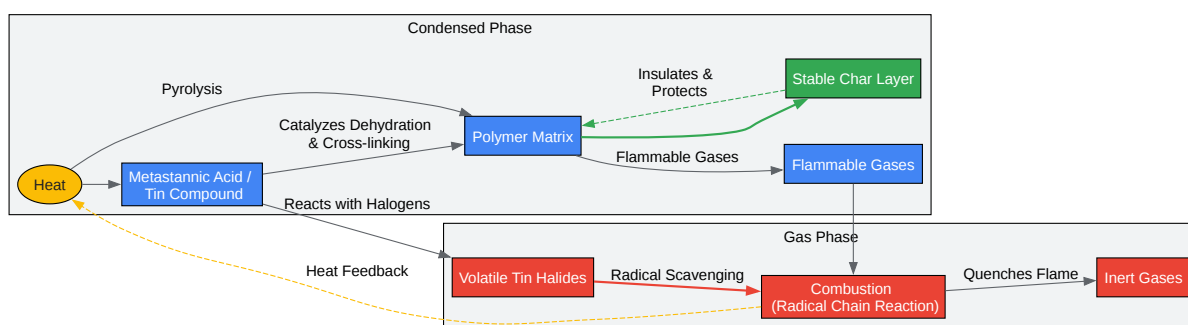 Condensed Phase
Pyrolysis
Insulates &
Protects
Stable Char Layer
Catalyzes Dehydration
& Cross-linking
Polymer Matrix
Flammable Gases
Flammable Gases
Heat
Metastannic Acid /
Tin Compound
Reacts with Halogens
Gas Phase
Heat Feedback
Volatile Tin Halides
Radical Scavenging
Combustion
(Radical Chain Reaction)
Quenches Flame
Inert Gases